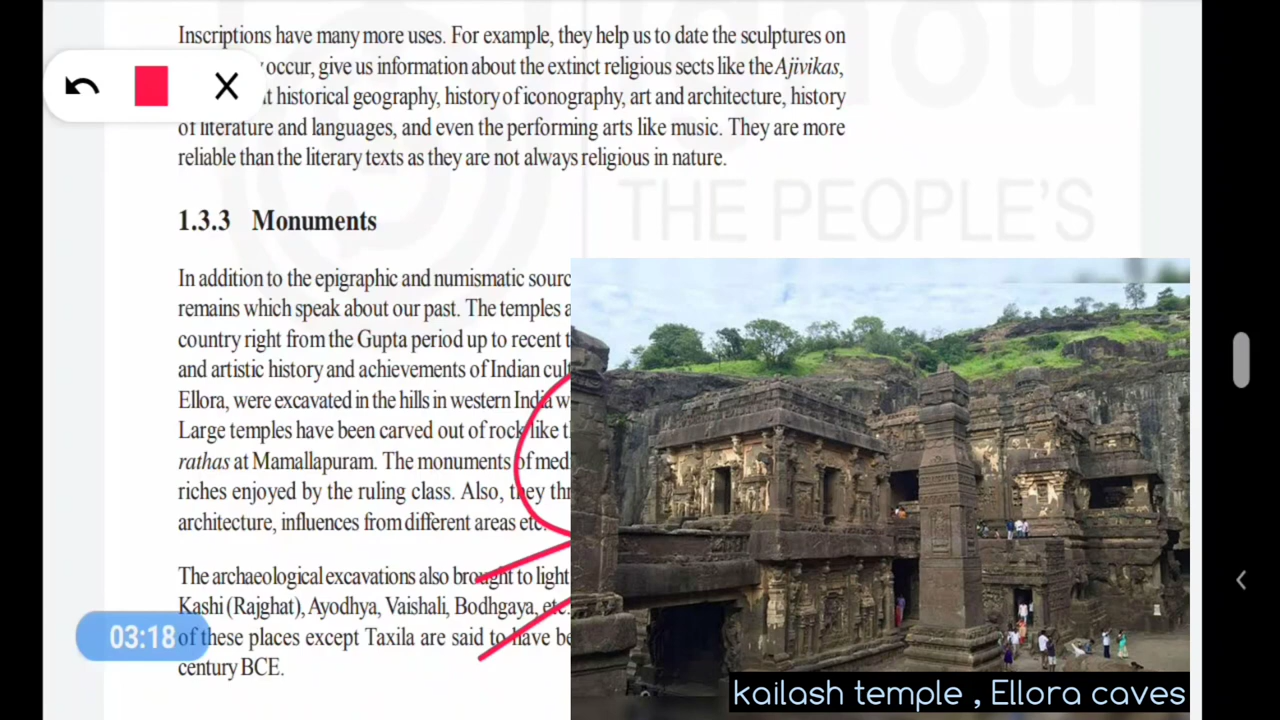 Inscriptions have many more uses. For example, they help us to date the sculptures on
occur, give us information about the extinct religious sects like the Ajivikas,
historical geography, history of iconography, art and architecture, history
of literature and languages, and even the performing arts like music. They are more
reliable than the literary texts as they are not always religious in nature.
THE PEOPLE'S
1.3.3 Monuments
In addition to the epigraphic and numismatic sourc
remains which speak about our past. The temples a
country right from the Gupta period up to recent t
and artistic history and achievements of Indian cult
Ellora, were excavated in the hills in western India w
Large temples have been carved out of rock like t
rathas at Mamallapuram. The monuments of med
riches enjoyed by the ruling class. Also, they thr
architecture, influences from different areas etc.
The archaeological excavations also brought to light
Kashi (Rajghat), Ayodhya, Vaishali, Bodhgaya, etc.
03:18 of these places except Taxila are said to have be
century BCE.
kailash temple , Ellora caves